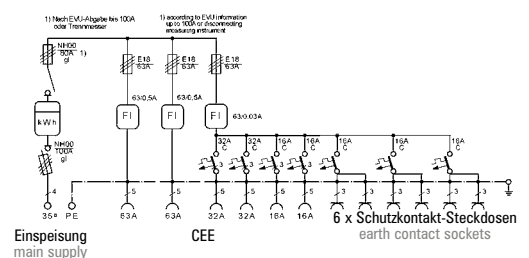 1) Nach EVU-Abgabe bis 100A
oder Trennmesser
1) according to EVU information
up to 100A or disconnecting
measuring instrument
NH00
80A 1)
gl
E18
63A
E18
63A
E18
63A
63/0,5A
63/0,5A
63/0.03A
FI
FI
FI
kWh
NH00
100A
gl
32A
C
32A
C
16A
C
16A
C
16A
C
16A
C
16A
C
4
5
5
5
5
5
5
3
3
3
3
3
3
35²
PE
63A
63A
32A
32A
16A
16A
Einspeisung
main supply
CEE
6 x Schutzkontakt-Steckdosen
earth contact sockets